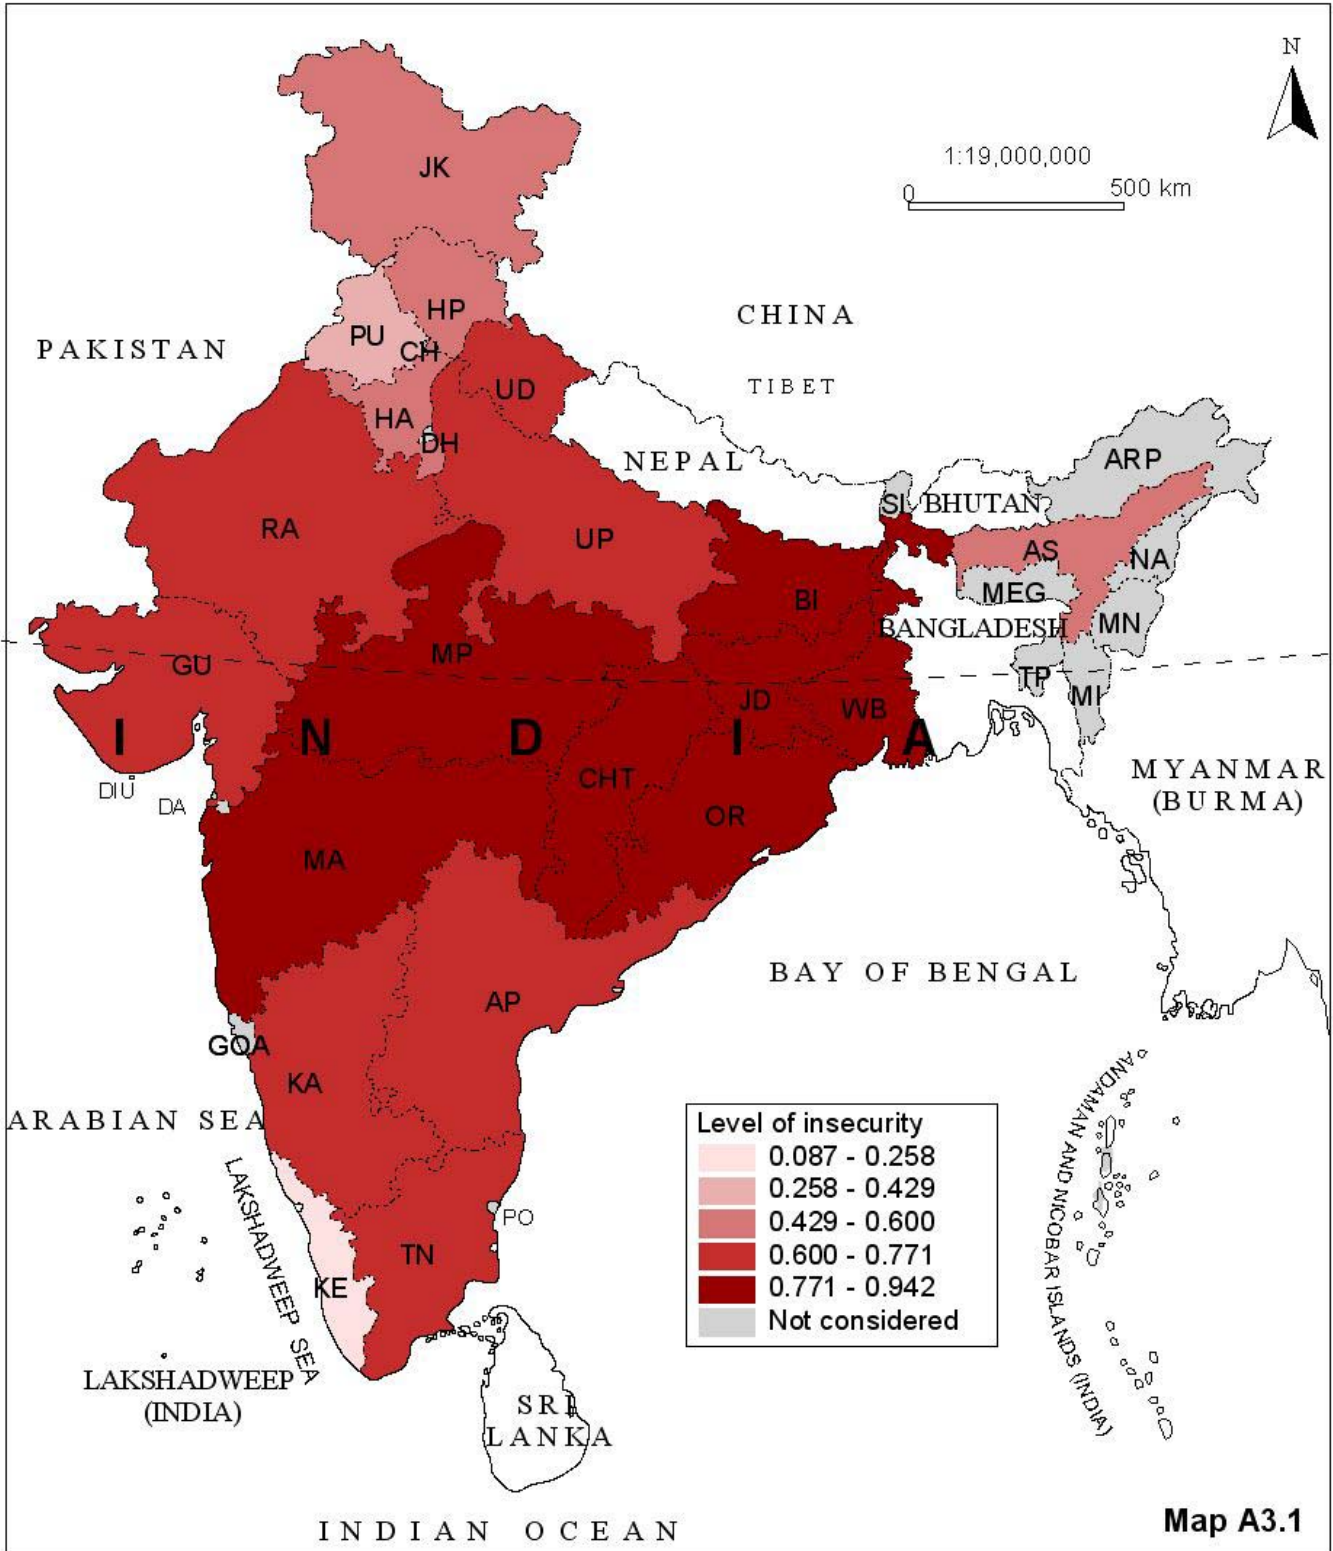 N
1:19,000,000
0 500 km
JK
HP
PU
CH
CHINA
PAKISTAN
TIBET
UD
HA
DH
NEPAL
ARP
SI
BHUTAN
RA
UP
AS
NA
MEG
BI
MN
BANGLADESH
MP
GU
TP
MI
JD
WB
I N D I A
CHT
MYANMAR
(BURMA)
DIU
DA
OR
MA
BAY OF BENGAL
AP
GOA
KA
ARABIAN SEA
ANDAMAN AND NICOBAR ISLANDS (INDIA)
Level of insecurity
0.087 - 0.258
0.258 - 0.429
0.429 - 0.600
0.600 - 0.771
0.771 - 0.942
Not considered
LAKSHADWEEP SEA
PO
TN
KE
LAKSHADWEEP
(INDIA)
SRI
LANKA
INDIAN OCEAN
Map A3.1